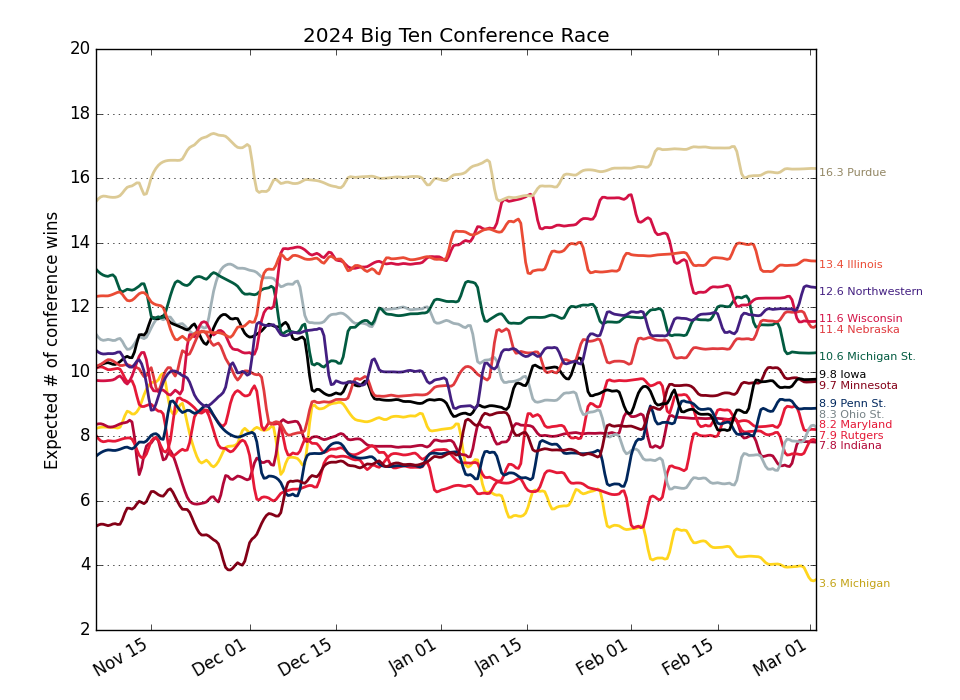 2024 Big Ten Conference Race
Expected # of conference wins
20
18
16
14
12
10
8
6
4
2
Nov 15
Dec 01
Dec 15
Jan 01
Jan 15
Feb 01
Feb 15
Mar 01
16.3 Purdue
13.4 Illinois
12.6 Northwestern
11.6 Wisconsin
11.4 Nebraska
10.6 Michigan St.
9.8 Iowa
9.7 Minnesota
8.9 Penn St.
8.3 Ohio St.
8.2 Maryland
7.9 Rutgers
7.8 Indiana
3.6 Michigan